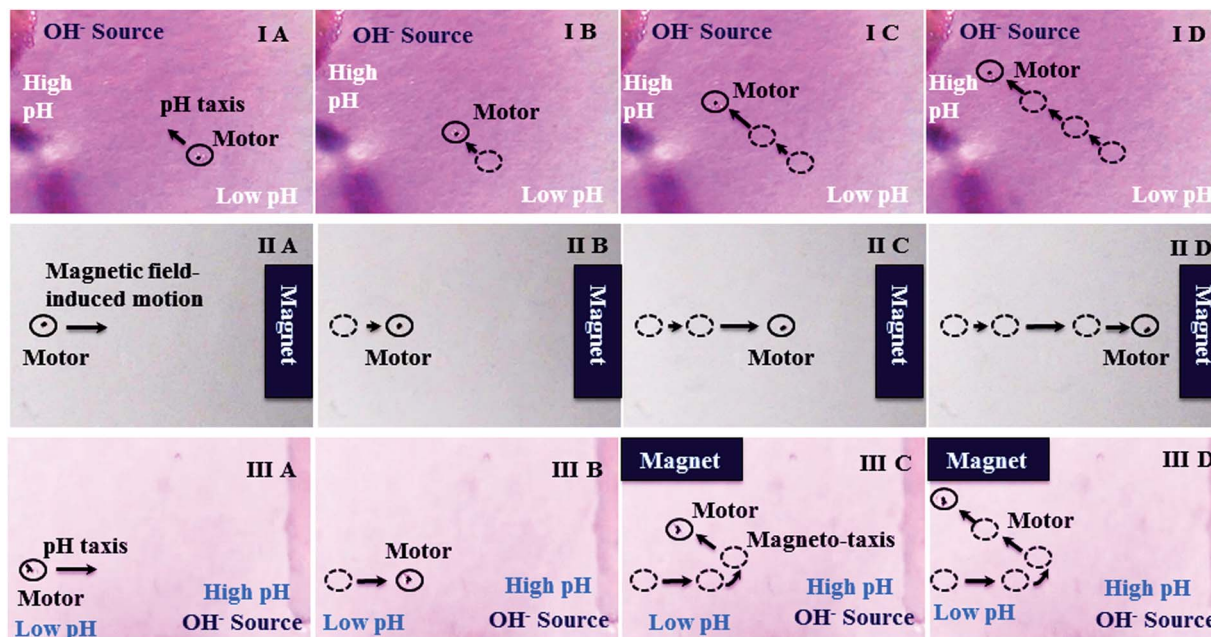 OH- Source
I A
High
pH
pH taxis
Motor
Low pH
OH- Source
I B
High
pH
Motor
Low pH
OH- Source
I C
High
pH
Motor
Low pH
OH- Source
I D
Motor
High
pH
Low pH
II A
Magnetic field-
induced motion
Motor
Magnet
II B
Motor
Magnet
II C
Motor
Magnet
II D
Motor
Magnet
III A
pH taxis
Motor
High pH
Low pH
OH- Source
III B
Motor
High pH
Low pH
OH- Source
Magnet
III C
Motor
Magneto-taxis
High pH
Low pH
OH- Source
Magnet
III D
Motor
High pH
Low pH
OH- Source